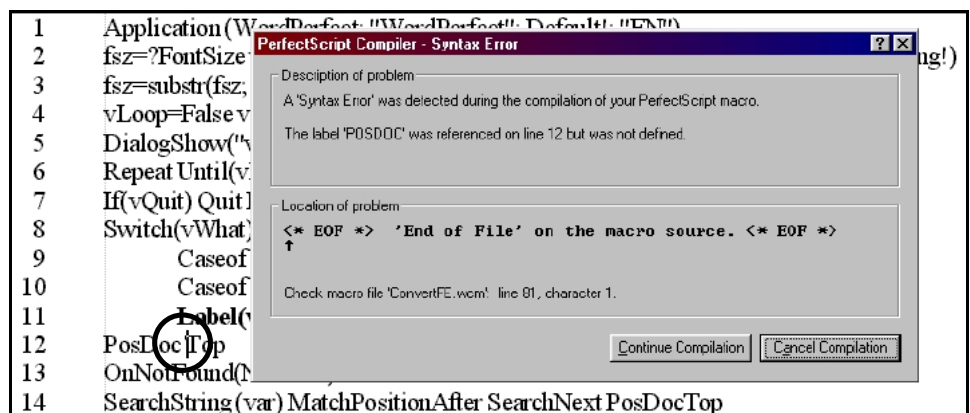 1 Application (WordPerfect; "WordPerfect"; Default!; "EN")
2 fsz=?FontSize ng!)
3 fsz=substr(fsz;
4 vLoop=False v
5 DialogShow("v
6 Repeat Until(v
7 If(vQuit) Quit
8 Switch(vWhat)
9 Caseof
10 Caseof
11 Label(v
12 PosDoc Top
13 OnNotFound(N
14 SearchString (var) MatchPositionAfter SearchNext PosDocTop
PerfectScript Compiler - Syntax Error
Description of problem
A 'Syntax Error' was detected during the compilation of your PerfectScript macro.
The label 'POSDOC' was referenced on line 12 but was not defined.
Location of problem
<* EOF *> 'End of File' on the macro source. <* EOF *>
Check macro file 'ConvertFE.wcm': line 81, character 1.
Continue Compilation Cancel Compilation